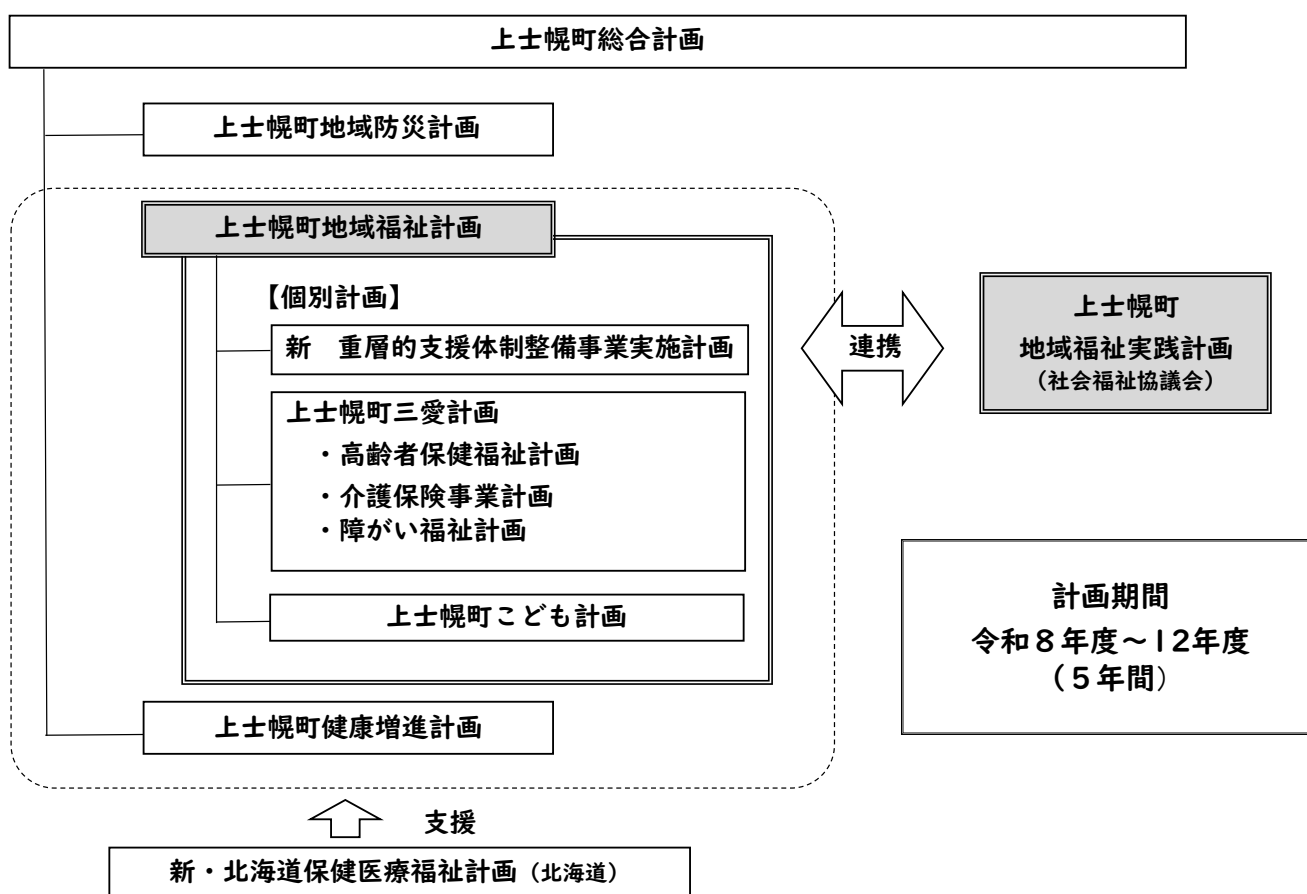 上士幌町総合計画
上士幌町地域防災計画
上士幌町地域福祉計画
【個別計画】
新　重層的支援体制整備事業実施計画
上士幌町三愛計画
・高齢者保健福祉計画
・介護保険事業計画
・障がい福祉計画
上士幌町こども計画
上士幌町健康増進計画
連携
上士幌町
地域福祉実践計画
（社会福祉協議会）
計画期間
令和８年度～12年度
（５年間）
支援
新・北海道保健医療福祉計画（北海道）